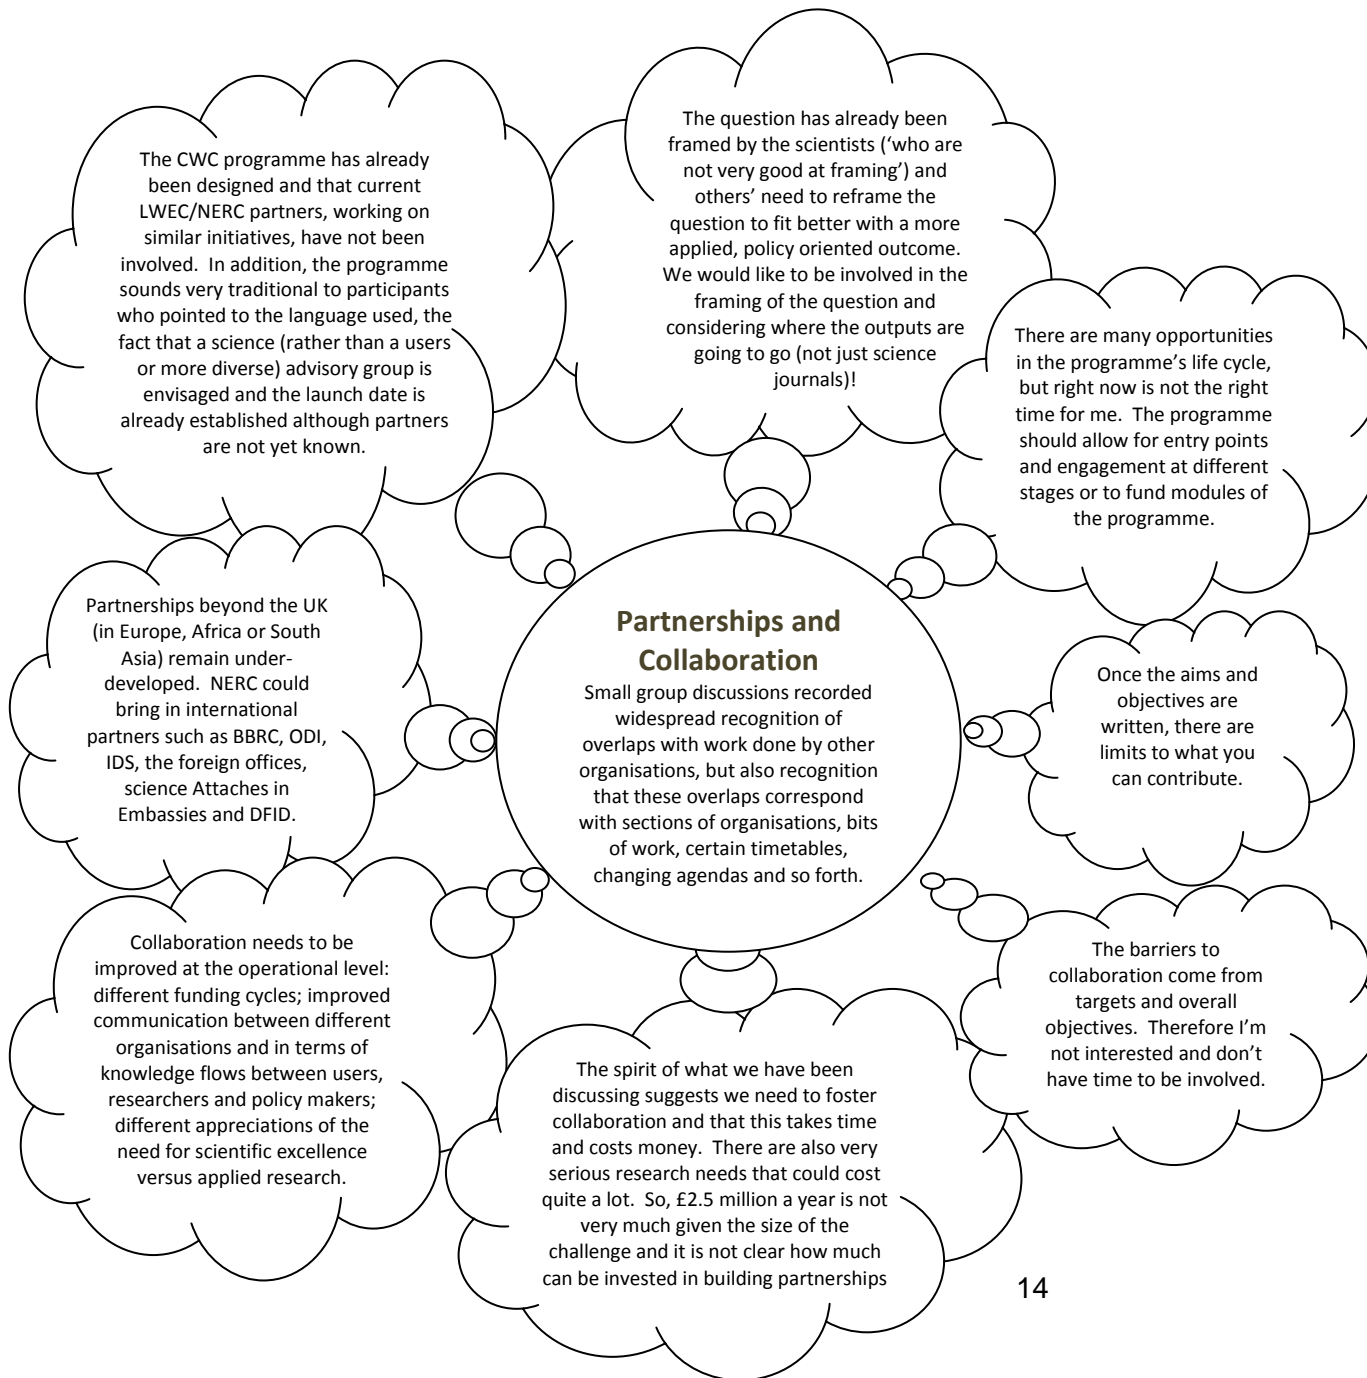 The CWC programme has already
been designed and that current
LWEC/NERC partners, working on
similar initiatives, have not been
involved.  In addition, the programme
sounds very traditional to participants
who pointed to the language used, the
fact that a science (rather than a users
or more diverse) advisory group is
envisaged and the launch date is
already established although partners
are not yet known.
The question has already been
framed by the scientists (‘who are
not very good at framing’) and
others’ need to reframe the
question to fit better with a more
applied, policy oriented outcome.
We would like to be involved in the
framing of the question and
considering where the outputs are
going to go (not just science
journals)!
There are many opportunities
in the programme’s life cycle,
but right now is not the right
time for me.  The programme
should allow for entry points
and engagement at different
stages or to fund modules of
the programme.
Partnerships beyond the UK
(in Europe, Africa or South
Asia) remain under-
developed.  NERC could
bring in international
partners such as BBRC, ODI,
IDS, the foreign offices,
science Attaches in
Embassies and DFID.
Partnerships and
Collaboration
Small group discussions recorded
widespread recognition of
overlaps with work done by other
organisations, but also recognition
that these overlaps correspond
with sections of organisations, bits
of work, certain timetables,
changing agendas and so forth.
Once the aims and
objectives are
written, there are
limits to what you
can contribute.
Collaboration needs to be
improved at the operational level:
different funding cycles; improved
communication between different
organisations and in terms of
knowledge flows between users,
researchers and policy makers;
different appreciations of the
need for scientific excellence
versus applied research.
The spirit of what we have been
discussing suggests we need to foster
collaboration and that this takes time
and costs money.  There are also very
serious research needs that could cost
quite a lot.  So, £2.5 million a year is not
very much given the size of the
challenge and it is not clear how much
can be invested in building partnerships
The barriers to
collaboration come from
targets and overall
objectives.  Therefore I’m
not interested and don’t
have time to be involved.
14